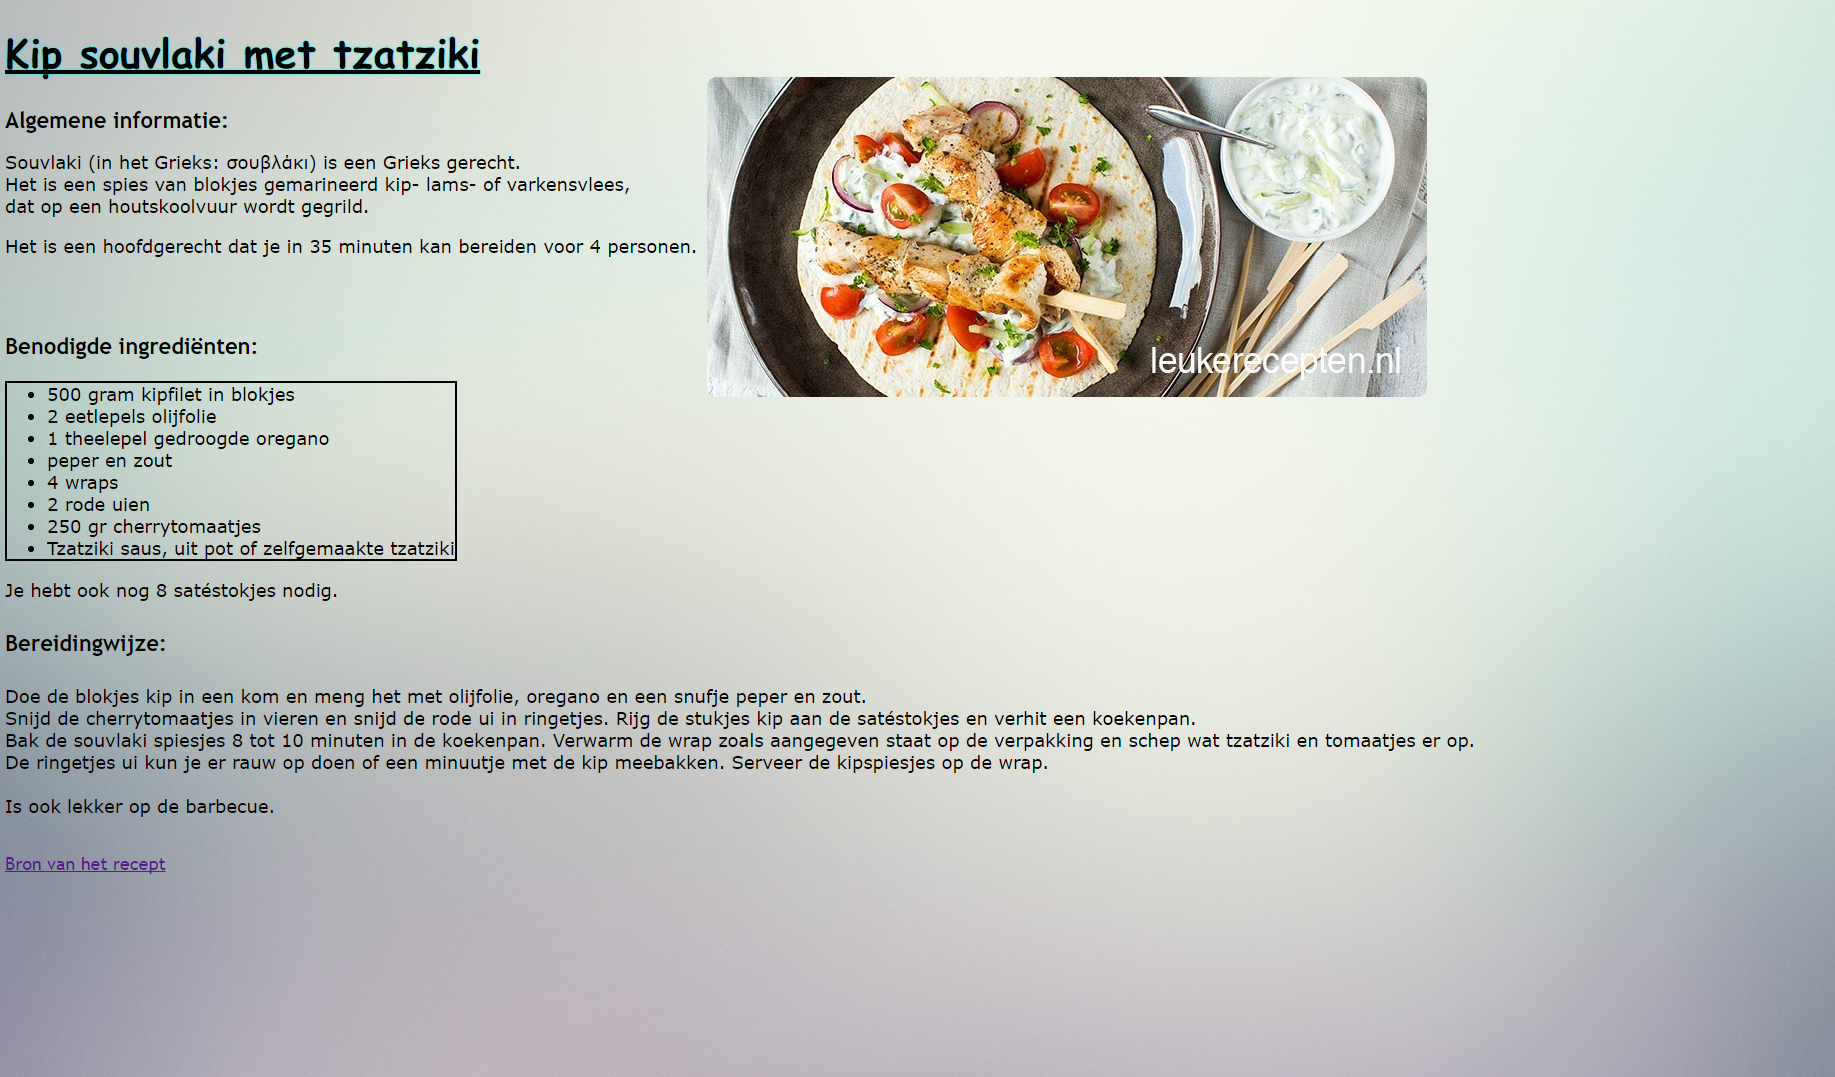 Kip souvlaki met tzatziki
Algemene informatie:
Souvlaki (in het Grieks: σουβλάκι) is een Grieks gerecht.
Het is een spies van blokjes gemarineerd kip- lams- of varkensvlees,
dat op een houtskoolvuur wordt gegrild.
Het is een hoofdgerecht dat je in 35 minuten kan bereiden voor 4 personen.
leukerecepten.nl
Benodigde ingrediënten:
• 500 gram kipfilet in blokjes
• 2 eetlepels olijfolie
• 1 theelepel gedroogde oregano
• peper en zout
• 4 wraps
• 2 rode uien
• 250 gr cherrytomaatjes
• Tzatziki saus, uit pot of zelfgemaakte tzatziki
Je hebt ook nog 8 satéstokjes nodig.
Bereidingwijze:
Doe de blokjes kip in een kom en meng het met olijfolie, oregano en een snufje peper en zout.
Snijd de cherrytomaatjes in vieren en snijd de rode ui in ringetjes. Rijg de stukjes kip aan de satéstokjes en verhit een koekenpan.
Bak de souvlaki spiesjes 8 tot 10 minuten in de koekenpan. Verwarm de wrap zoals aangegeven staat op de verpakking en schep wat tzatziki en tomaatjes er op.
De ringetjes ui kun je er rauw op doen of een minuutje met de kip meebakken. Serveer de kipspiesjes op de wrap.
Is ook lekker op de barbecue.
Bron van het recept